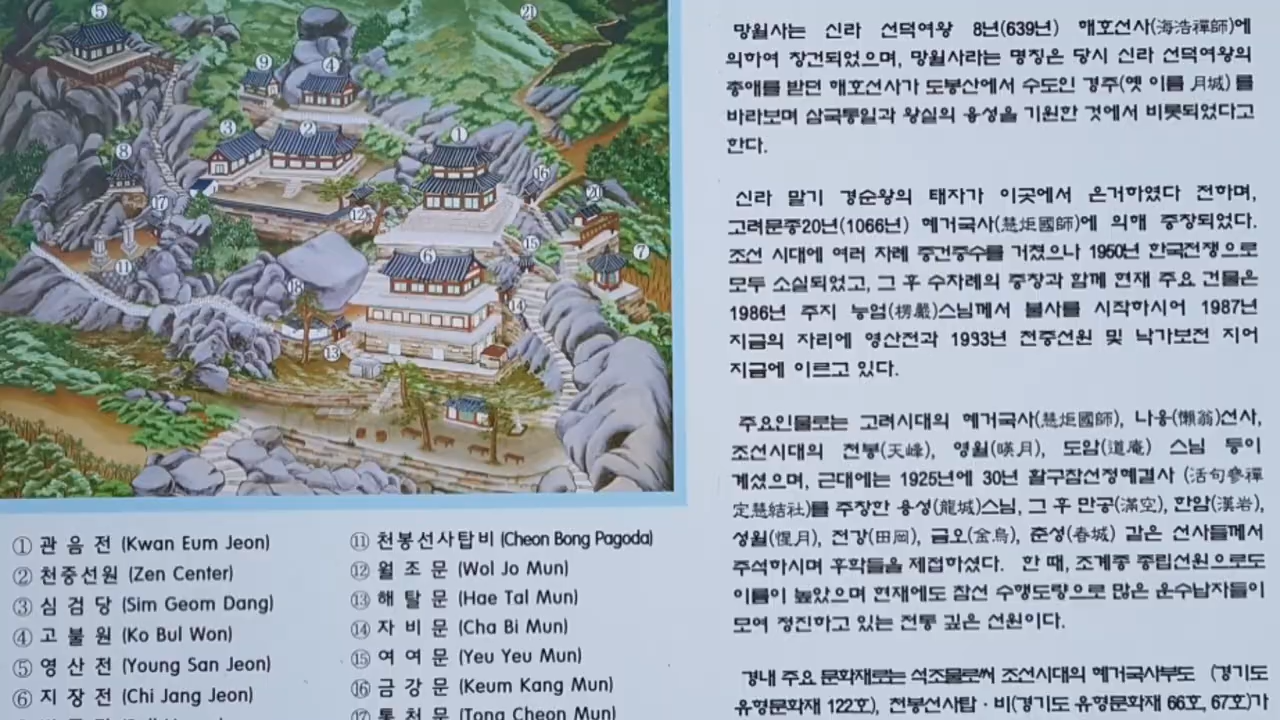 ⑤
㉑
⑨
④
③
②
①
⑧
⑯
⑰
⑫
⑳
⑮
⑦
⑪
⑥
⑱
⑭
⑬
① 관 음 전 (Kwan Eum Jeon)
② 천중선원 (Zen Center)
③ 심 검 당 (Sim Geom Dang)
④ 고 불 원 (Ko Bul Won)
⑤ 영 산 전 (Young San Jeon)
⑥ 지 장 전 (Chi Jang Jeon)
⑪ 천봉선사탑비 (Cheon Bong Pagoda)
⑫ 월 조 문 (Wol Jo Mun)
⑬ 해 탈 문 (Hae Tal Mun)
⑭ 자 비 문 (Cha Bi Mun)
⑮ 여 여 문 (Yeu Yeu Mun)
⑯ 금 강 문 (Keum Kang Mun)
⑰ 통 천 문 (Tong Cheon Mun)
망월사는 신라 선덕여왕 8년(639년) 해호선사(海浩禪師)에
의하여 창건되었으며, 망월사라는 명칭은 당시 신라 선덕여왕의
총애를 받던 해호선사가 도봉산에서 수도인 경주(옛 이름 月城) 를
바라보며 삼국통일과 왕실의 융성을 기원한 것에서 비롯되었다고
한다.
신라 말기 경순왕의 태자가 이곳에서 은거하였다 전하며,
고려문종20년(1066년) 혜거국사(慧炬國師)에 의해 중창되었다.
조선 시대에 여러 차례 중건중수를 거쳤으나 1950년 한국전쟁으로
모두 소실되었고, 그 후 수차례의 중창과 함께 현재 주요 건물은
1986년 주지 능엄(楞嚴)스님께서 불사를 시작하시어 1987년
지금의 자리에 영산전과 1993년 천중선원 및 낙가보전 지어
지금에 이르고 있다.
주요인물로는 고려시대의 혜거국사(慧炬國師), 나옹(懶翁)선사,
조선시대의 천봉(天峰), 영월(暎月), 도암(道庵) 스님 등이
계셨으며, 근대에는 1925년에 30년 활구참선정혜결사 (活句參禪
定慧結社)를 주창한 용성(龍城)스님, 그 후 만공(滿空), 한암(漢岩),
성월(惺月), 전강(田岡), 금오(金烏), 춘성(春城) 같은 선사들께서
주석하시며 후학들을 제접하셨다. 한 때, 조계종 종립선원으로도
이름이 높았으며 현재에도 참선 수행도량으로 많은 운수납자들이
모여 정진하고 있는 전통 깊은 선원이다.
경내 주요 문화재로는 석조물로써 조선시대의 혜거국사부도 (경기도
유형문화재 122호), 천봉선사탑·비(경기도 유형문화재 66호, 67호)가